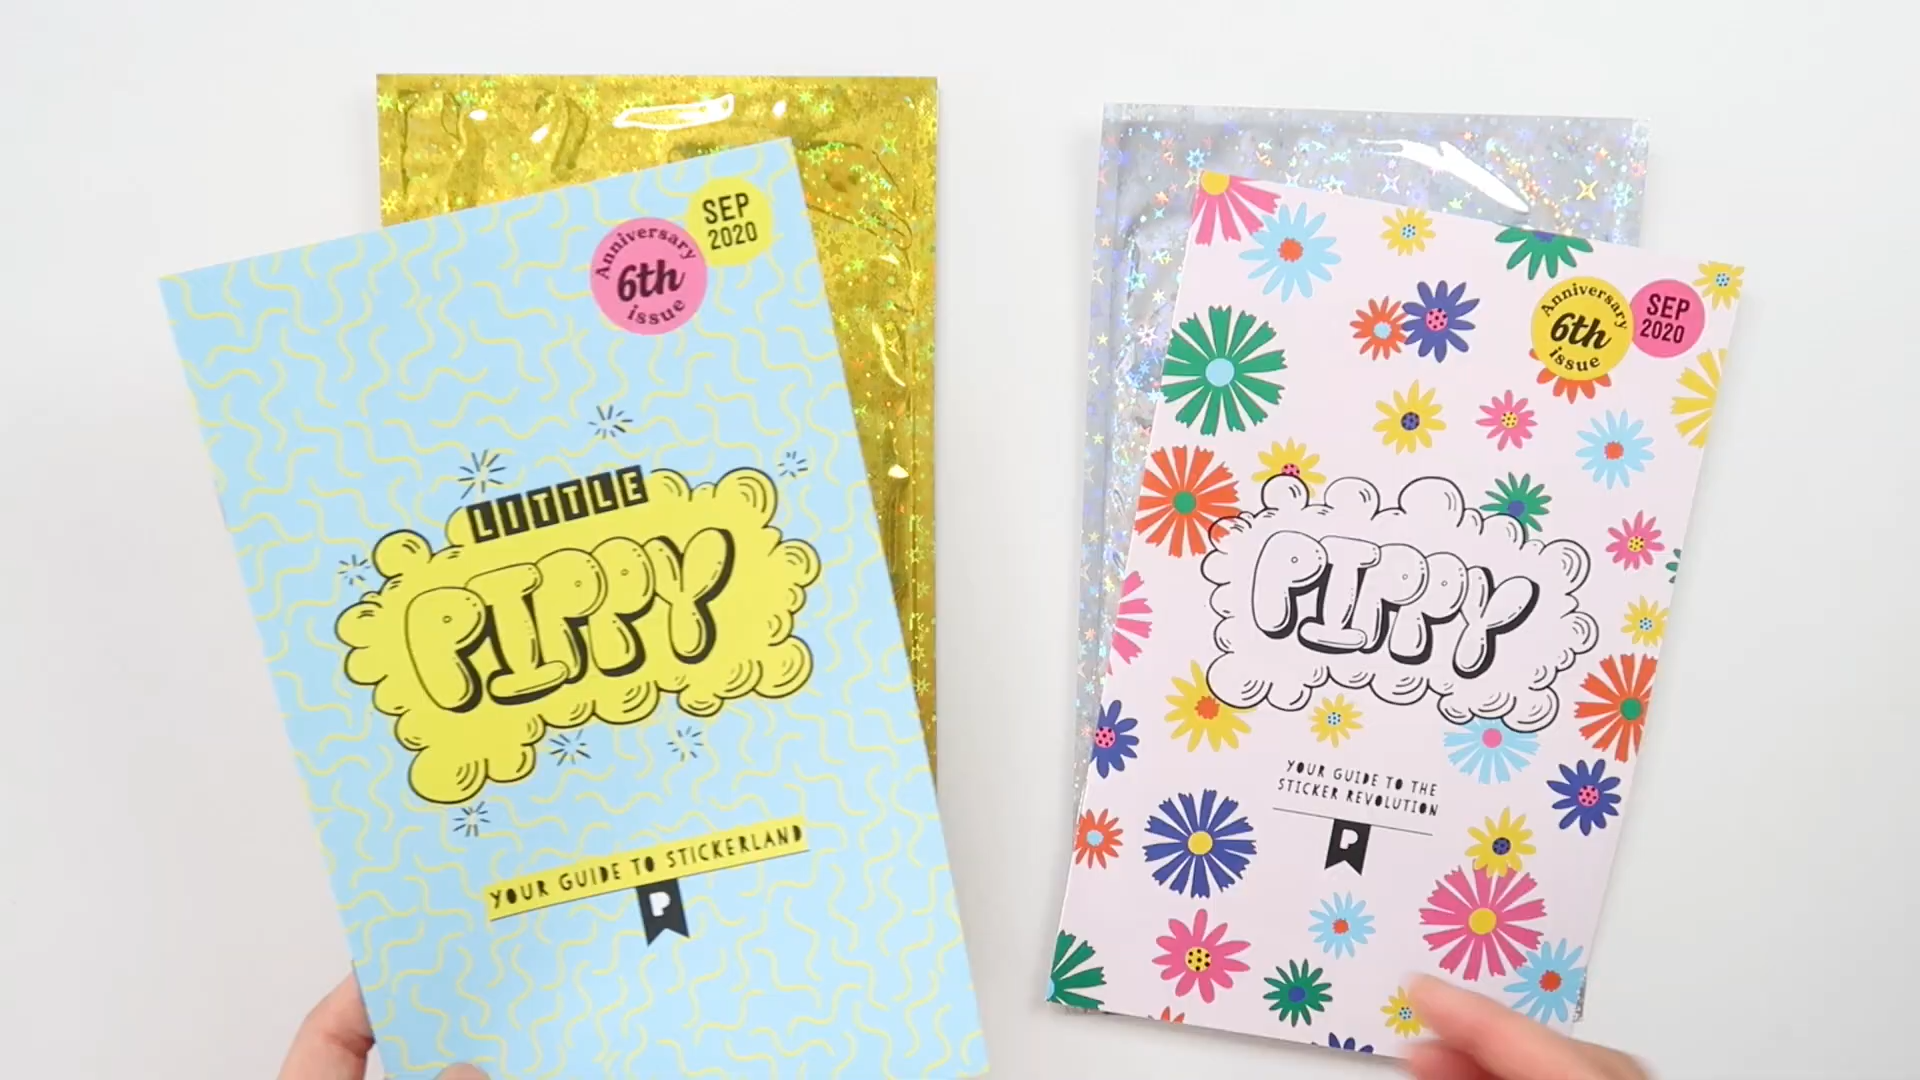 SEP
2020
Anniversary
6th
issue
LITTLE
PIPPY
YOUR GUIDE TO STICKERLAND
P
Anniversary
6th
issue
SEP
2020
PIPPY
YOUR GUIDE TO THE
STICKER REVOLUTION
P